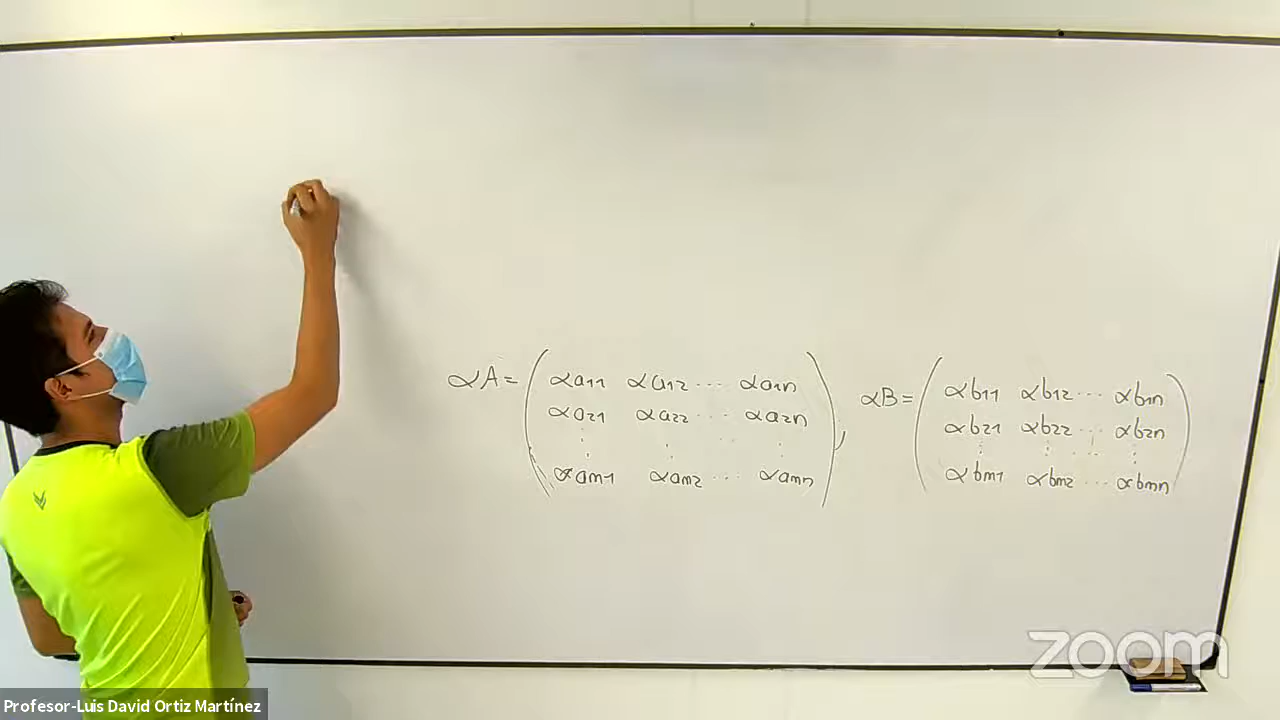 αA = ( αa11 αa12 ... αa1n
αa21 αa22 ... αa2n
⋮ ⋮ ⋱ ⋮
αam1 αam2 ... αamn ),
αB = ( αb11 αb12 ... αb1n
αb21 αb22 ... αb2n
⋮ ⋮ ⋱ ⋮
αbm1 αbm2 ... αbmn )
zoom
Profesor-Luis David Ortiz Martínez